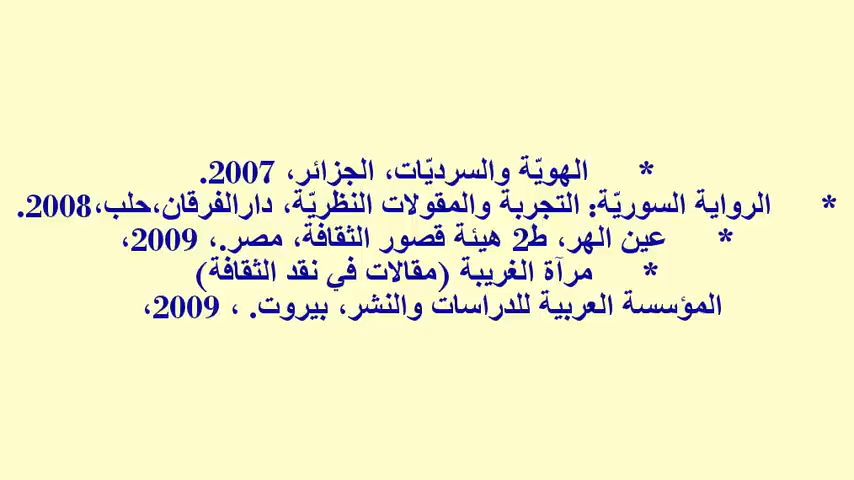 * الهويّة والسرديّات، الجزائر، 2007.
* الرواية السوريّة: التجربة والمقولات النظريّة، دارالفرقان،حلب،2008.
* عين الهر، ط2 هيئة قصور الثقافة، مصر.، 2009،
* مرآة الغريبة (مقالات في نقد الثقافة)
المؤسسة العربية للدراسات والنشر، بيروت. ، 2009،